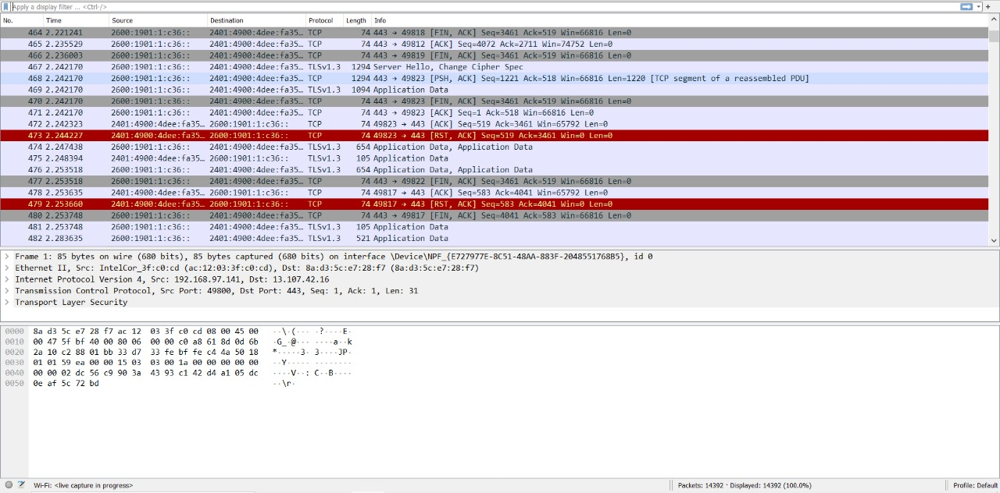 Apply a display filter ... <Ctrl-/>
No. Time Source Destination Protocol Length Info
464 2.221241 2600:1901:1:c36:: 2401:4900:4dee:fa35… TCP 74 443 → 49818 [FIN, ACK] Seq=3461 Ack=519 Win=66816 Len=0
465 2.235529 2600:1901:1:c36:: 2401:4900:4dee:fa35… TCP 74 443 → 49812 [ACK] Seq=4072 Ack=2711 Win=74752 Len=0
466 2.236003 2600:1901:1:c36:: 2401:4900:4dee:fa35… TCP 74 443 → 49819 [FIN, ACK] Seq=3461 Ack=519 Win=66816 Len=0
467 2.242170 2600:1901:1:c36:: 2401:4900:4dee:fa35… TLSv1.3 1294 Server Hello, Change Cipher Spec
468 2.242170 2600:1901:1:c36:: 2401:4900:4dee:fa35… TCP 1294 443 → 49823 [PSH, ACK] Seq=1221 Ack=518 Win=66816 Len=1220 [TCP segment of a reassembled PDU]
469 2.242170 2600:1901:1:c36:: 2401:4900:4dee:fa35… TLSv1.3 1094 Application Data
470 2.242170 2600:1901:1:c36:: 2401:4900:4dee:fa35… TCP 74 443 → 49823 [FIN, ACK] Seq=3461 Ack=519 Win=66816 Len=0
471 2.242170 2600:1901:1:c36:: 2401:4900:4dee:fa35… TCP 74 443 → 49823 [ACK] Seq=1 Ack=518 Win=66816 Len=0
472 2.242323 2401:4900:4dee:fa35… 2600:1901:1:c36:: TCP 74 49823 → 443 [ACK] Seq=519 Ack=3461 Win=65792 Len=0
473 2.244227 2401:4900:4dee:fa35… 2600:1901:1:c36:: TCP 74 49823 → 443 [RST, ACK] Seq=519 Ack=3461 Win=0 Len=0
474 2.247438 2600:1901:1:c36:: 2401:4900:4dee:fa35… TLSv1.3 654 Application Data, Application Data
475 2.248394 2600:1901:1:c36:: 2401:4900:4dee:fa35… TLSv1.3 105 Application Data
476 2.253518 2600:1901:1:c36:: 2401:4900:4dee:fa35… TLSv1.3 654 Application Data, Application Data
477 2.253518 2600:1901:1:c36:: 2401:4900:4dee:fa35… TCP 74 443 → 49822 [FIN, ACK] Seq=3461 Ack=519 Win=66816 Len=0
478 2.253635 2401:4900:4dee:fa35… 2600:1901:1:c36:: TCP 74 49817 → 443 [ACK] Seq=583 Ack=4041 Win=65792 Len=0
479 2.253660 2401:4900:4dee:fa35… 2600:1901:1:c36:: TCP 74 49817 → 443 [RST, ACK] Seq=583 Ack=4041 Win=0 Len=0
480 2.253748 2600:1901:1:c36:: 2401:4900:4dee:fa35… TCP 74 443 → 49817 [FIN, ACK] Seq=4041 Ack=583 Win=66816 Len=0
481 2.253748 2600:1901:1:c36:: 2401:4900:4dee:fa35… TLSv1.3 105 Application Data
482 2.283635 2600:1901:1:c36:: 2401:4900:4dee:fa35… TLSv1.3 521 Application Data
Frame 1: 85 bytes on wire (680 bits), 85 bytes captured (680 bits) on interface \Device\NPF_{E727977E-8C51-48AA-883F-2048551768B5}, id 0
Ethernet II, Src: IntelCor_3f:c0:cd (ac:12:03:3f:c0:cd), Dst: 8a:d3:5c:e7:28:f7 (8a:d3:5c:e7:28:f7)
Internet Protocol Version 4, Src: 192.168.97.141, Dst: 13.107.42.16
Transmission Control Protocol, Src Port: 49800, Dst Port: 443, Seq: 1, Ack: 1, Len: 31
Transport Layer Security
0000 8a d3 5c e7 28 f7 ac 12 03 3f c0 cd 08 00 45 00 ··\·(··· ·?····E·
0010 00 47 5f bf 40 00 80 06 00 00 c0 a8 61 8d 0d 6b ·G_·@··· ····a··k
0020 2a 10 c2 88 01 bb 33 d7 33 fe bf fe c4 4a 50 18 *·····3· 3····JP·
0030 01 01 59 ea 00 00 15 03 03 00 1a 00 00 00 00 00 ··Y····· ········
0040 00 00 02 dc 56 c9 90 3a 43 93 c1 42 d4 a1 05 dc ····V··: C··B····
0050 0e af 5c 72 bd ··\r·
Wi-Fi: <live capture in progress> Packets: 14392 · Displayed: 14392 (100.0%) Profile: Default